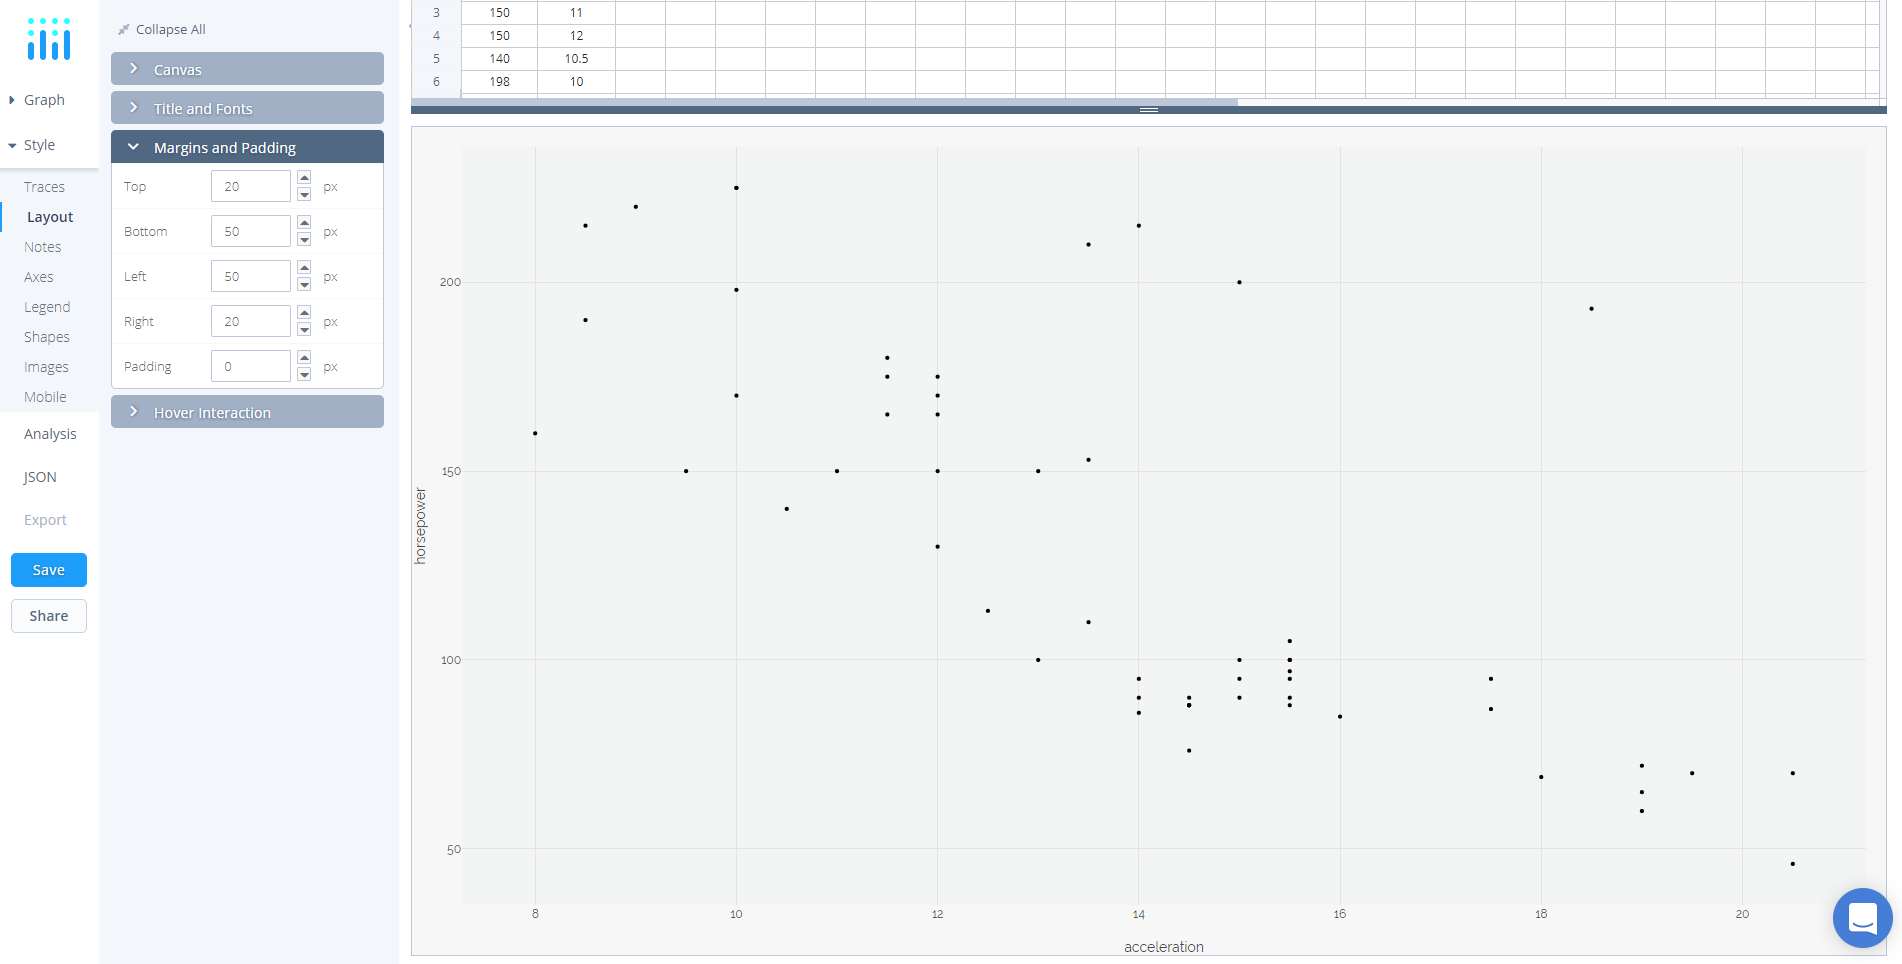 Collapse All
Canvas
Title and Fonts
Margins and Padding
Top 20 px
Bottom 50 px
Left 50 px
Right 20 px
Padding 0 px
Hover Interaction
Graph
Style
Traces
Layout
Notes
Axes
Legend
Shapes
Images
Mobile
Analysis
JSON
Export
Save
Share
3 150 11
4 150 12
5 140 10.5
6 198 10
200
150
100
50
horsepower
8 10 12 14 16 18 20
acceleration